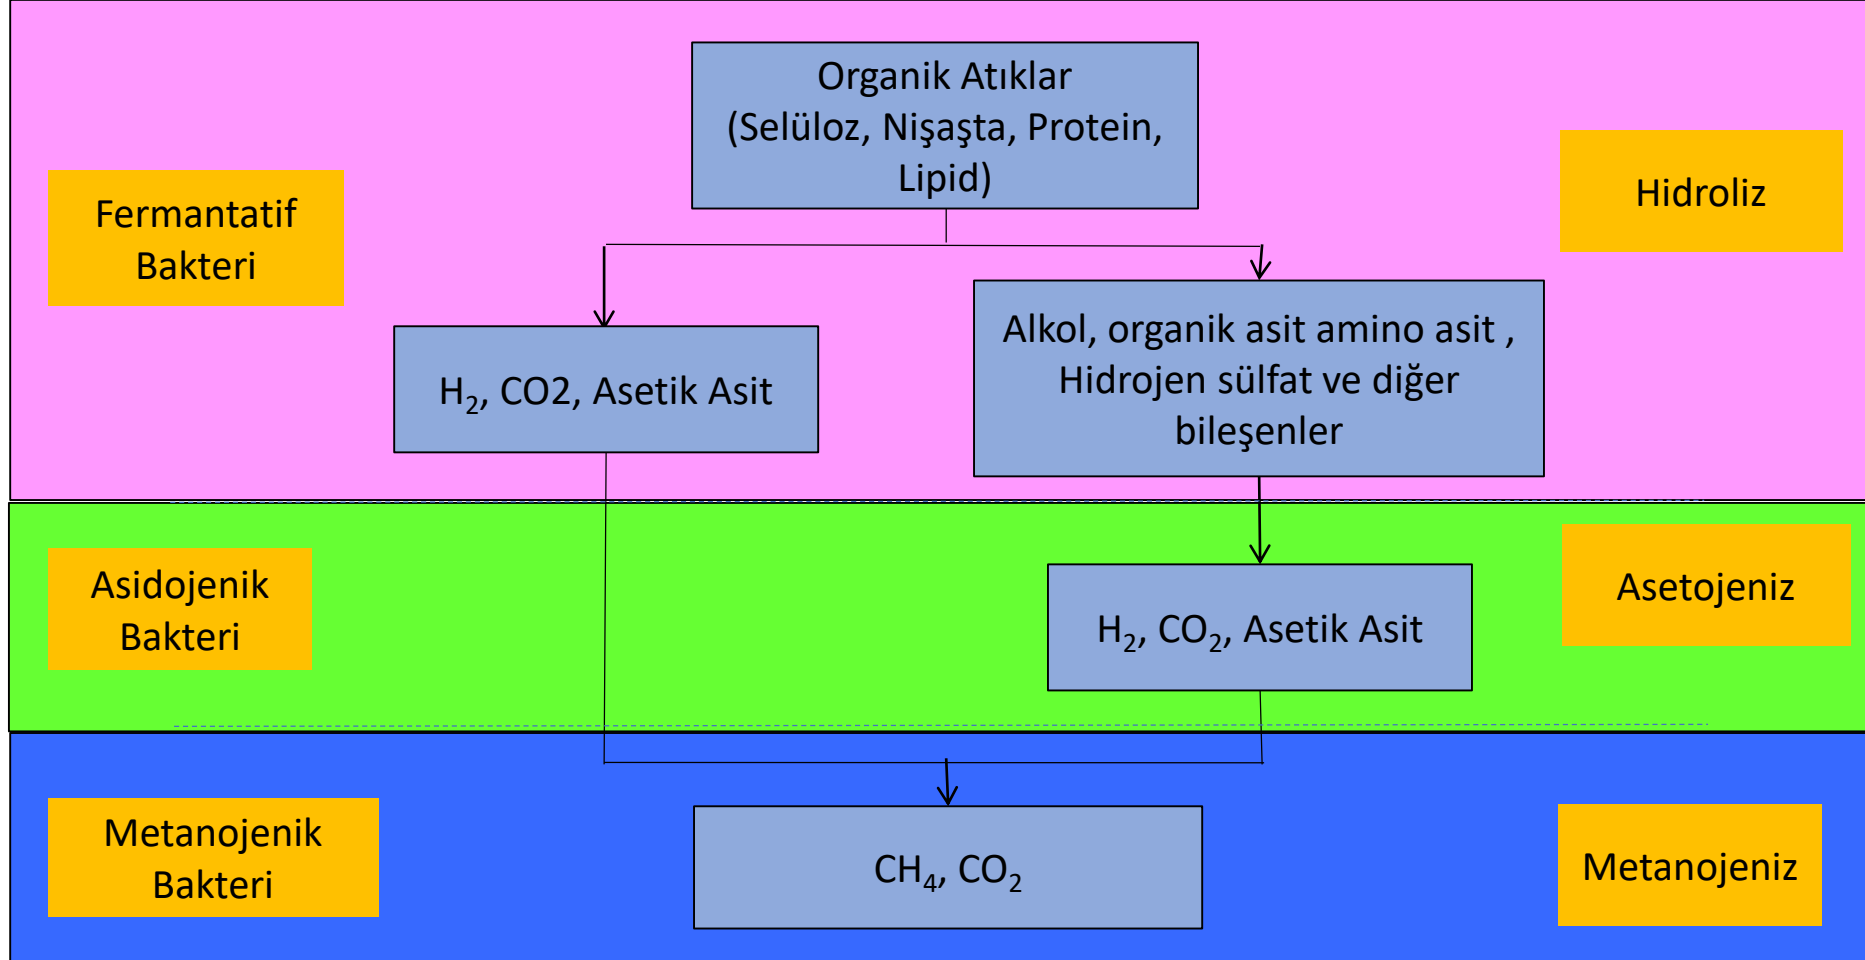 Organik Atıklar
(Selüloz, Nişaşta, Protein,
Lipid)
Fermantatif
Bakteri
Hidroliz
H₂, CO2, Asetik Asit
Alkol, organik asit amino asit ,
Hidrojen sülfat ve diğer
bileşenler
Asidojenik
Bakteri
Asetojeniz
H₂, CO₂, Asetik Asit
Metanojenik
Bakteri
CH₄, CO₂
Metanojeniz